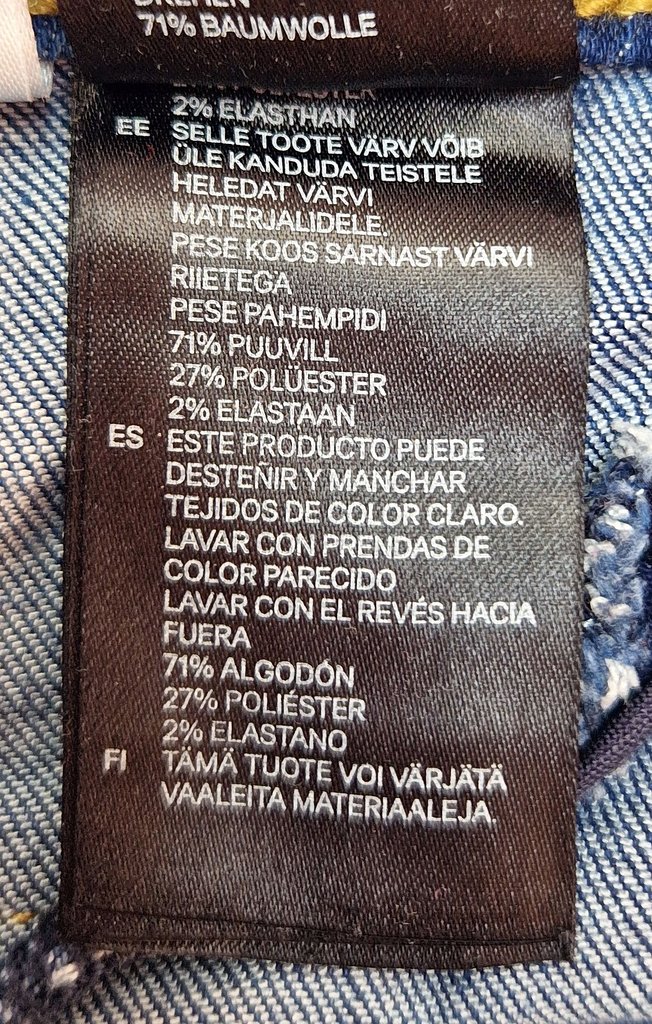 71% BAUMWOLLE
2% ELASTHAN
EE SELLE TOOTE VÄRV VÕIB
ÜLE KANDUDA TEISTELE
HELEDAT VÄRVI
MATERJALIDELE.
PESE KOOS SARNAST VÄRVI
RIIETEGA
PESE PAHEMPIDI
71% PUUVILL
27% POLÜESTER
2% ELASTAAN
ES ESTE PRODUCTO PUEDE
DESTEÑIR Y MANCHAR
TEJIDOS DE COLOR CLARO.
LAVAR CON PRENDAS DE
COLOR PARECIDO
LAVAR CON EL REVÉS HACIA
FUERA
71% ALGODÓN
27% POLIÉSTER
2% ELASTANO
FI TÄMÄ TUOTE VOI VÄRJÄTÄ
VAALEITA MATERIAALEJA.